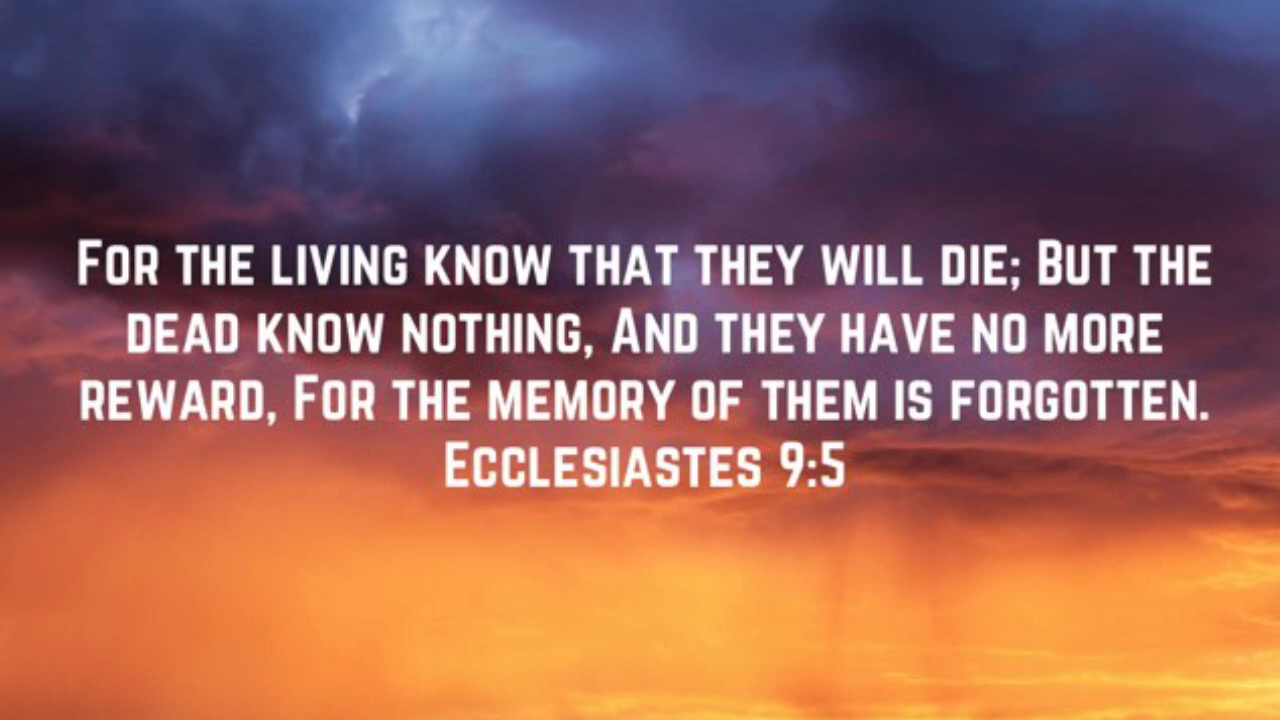 For the living know that they will die; But the
dead know nothing, And they have no more
reward, For the memory of them is forgotten.
Ecclesiastes 9:5